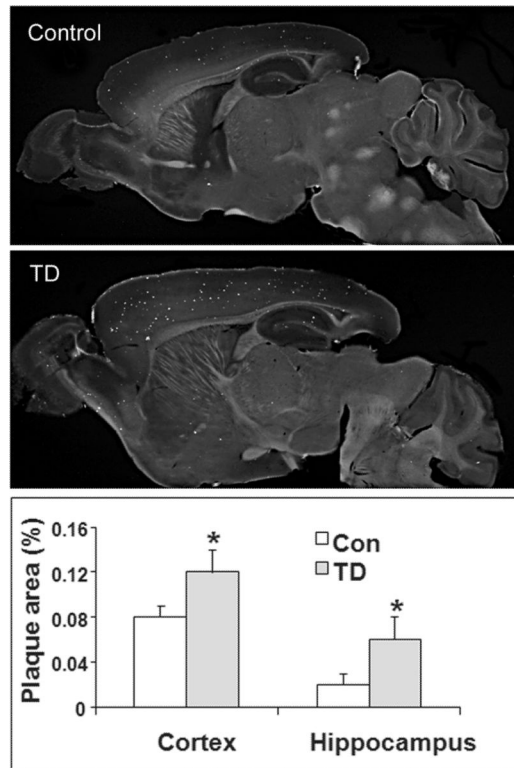 Control
TD
Plaque area (%)
0.16
0.12
0.08
0.04
0
*
*
Con
TD
Cortex
Hippocampus